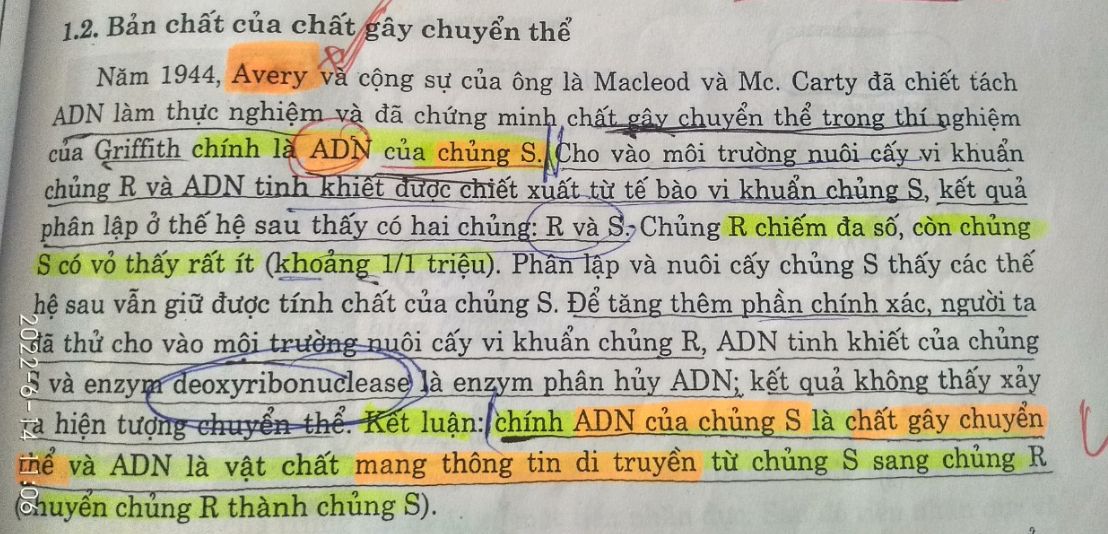 1.2. Bản chất của chất gây chuyển thể
Năm 1944, Avery và cộng sự của ông là Macleod và Mc. Carty đã chiết tách
ADN làm thực nghiệm và đã chứng minh chất gây chuyển thể trong thí nghiệm
của Griffith chính là ADN của chủng S. Cho vào môi trường nuôi cấy vi khuẩn
chủng R và ADN tinh khiết được chiết xuất từ tế bào vi khuẩn chủng S, kết quả
phân lập ở thế hệ sau thấy có hai chủng: R và S. Chủng R chiếm đa số, còn chủng
S có vỏ thấy rất ít (khoảng 1/1 triệu). Phân lập và nuôi cấy chủng S thấy các thế
hệ sau vẫn giữ được tính chất của chủng S. Để tăng thêm phần chính xác, người ta
đã thử cho vào môi trường nuôi cấy vi khuẩn chủng R, ADN tinh khiết của chủng
S và enzym deoxyribonuclease là enzym phân hủy ADN; kết quả không thấy xảy
ra hiện tượng chuyển thể. Kết luận: chính ADN của chủng S là chất gây chuyển
thể và ADN là vật chất mang thông tin di truyền từ chủng S sang chủng R
(chuyển chủng R thành chủng S).